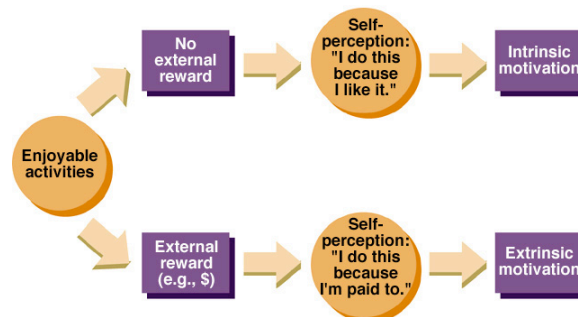 No
external
reward
Self-
perception:
"I do this
because
I like it."
Intrinsic
motivation
Enjoyable
activities
External
reward
(e.g., $)
Self-
perception:
"I do this
because
I'm paid to."
Extrinsic
motivation